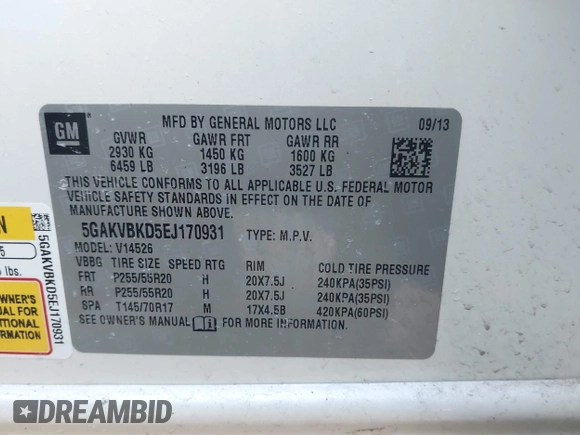 GM
MFD BY GENERAL MOTORS LLC
09/13
GVWR GAWR FRT GAWR RR
2930 KG 1450 KG 1600 KG
6459 LB 3196 LB 3527 LB
THIS VEHICLE CONFORMS TO ALL APPLICABLE U.S. FEDERAL MOTOR
VEHICLE SAFETY STANDARDS IN EFFECT ON THE DATE OF
MANUFACTURE SHOWN ABOVE.
5GAKVBKD5EJ170931 TYPE: M.P.V.
MODEL: V14526
VBBG TIRE SIZE SPEED RTG RIM COLD TIRE PRESSURE
FRT P255/55R20 H 20X7.5J 240KPA(35PSI)
RR P255/55R20 H 20X7.5J 240KPA(35PSI)
SPA T145/70R17 M 17X4.5B 420KPA(60PSI)
SEE OWNER'S MANUAL FOR MORE INFORMATION.
N
5
lbs.
OWNER'S
UAL FOR
ITIONAL
RMATION
5GAKVBKD5EJ170931
DREAMBID